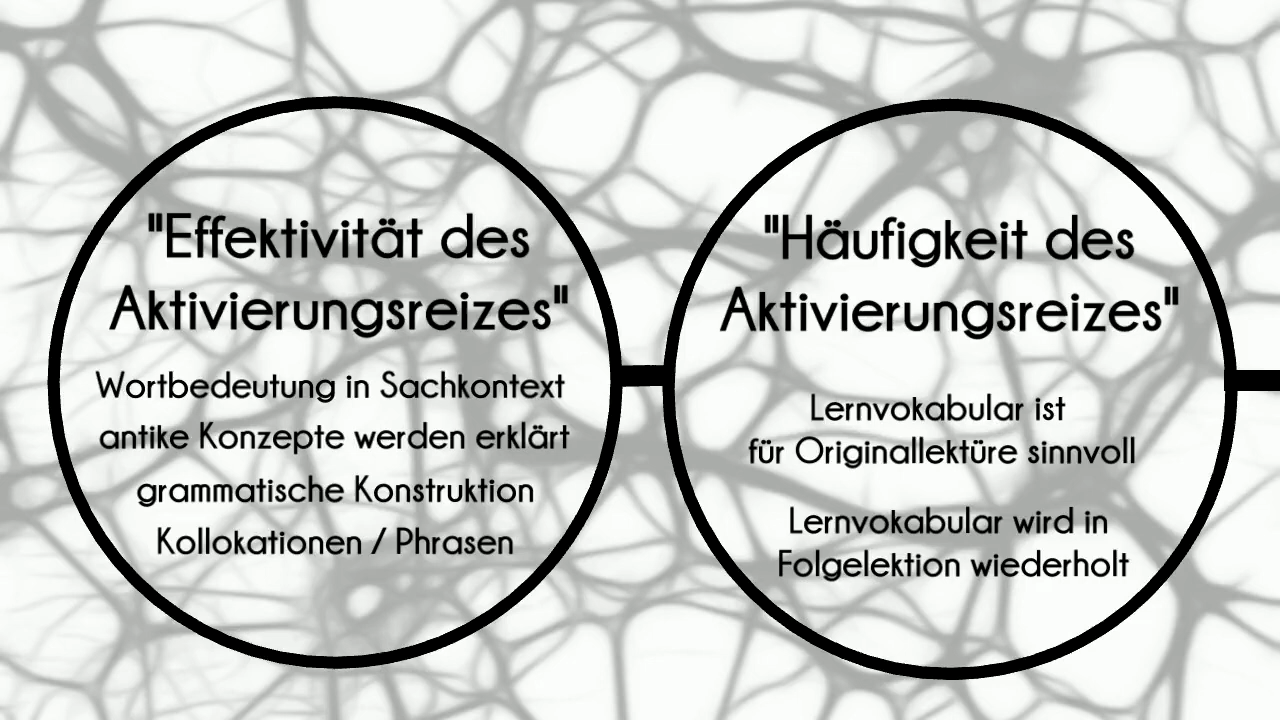 "Effektivität des
Aktivierungsreizes"
Wortbedeutung in Sachkontext
antike Konzepte werden erklärt
grammatische Konstruktion
Kollokationen / Phrasen
"Häufigkeit des
Aktivierungsreizes"
Lernvokabular ist
für Originallektüre sinnvoll
Lernvokabular wird in
Folgelektion wiederholt